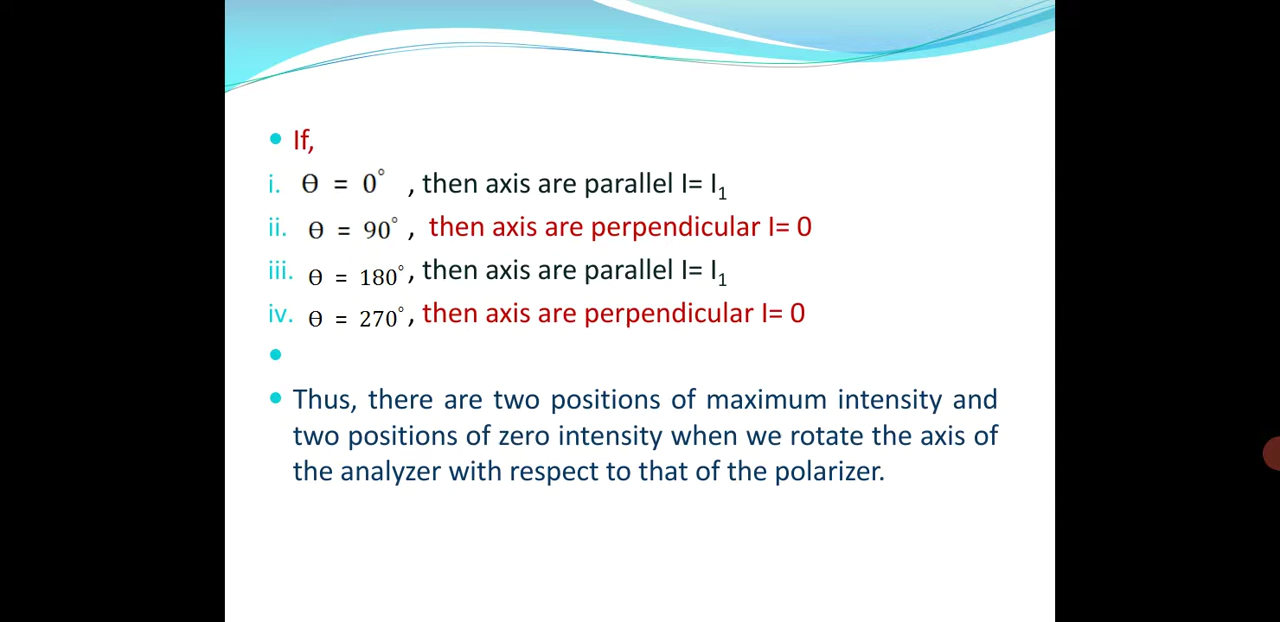 If,
i. Ө = 0° , then axis are parallel I= I₁
ii. Ө = 90° , then axis are perpendicular I= 0
iii. Ө = 180° , then axis are parallel I= I₁
iv. Ө = 270° , then axis are perpendicular I= 0
Thus, there are two positions of maximum intensity and
two positions of zero intensity when we rotate the axis of
the analyzer with respect to that of the polarizer.